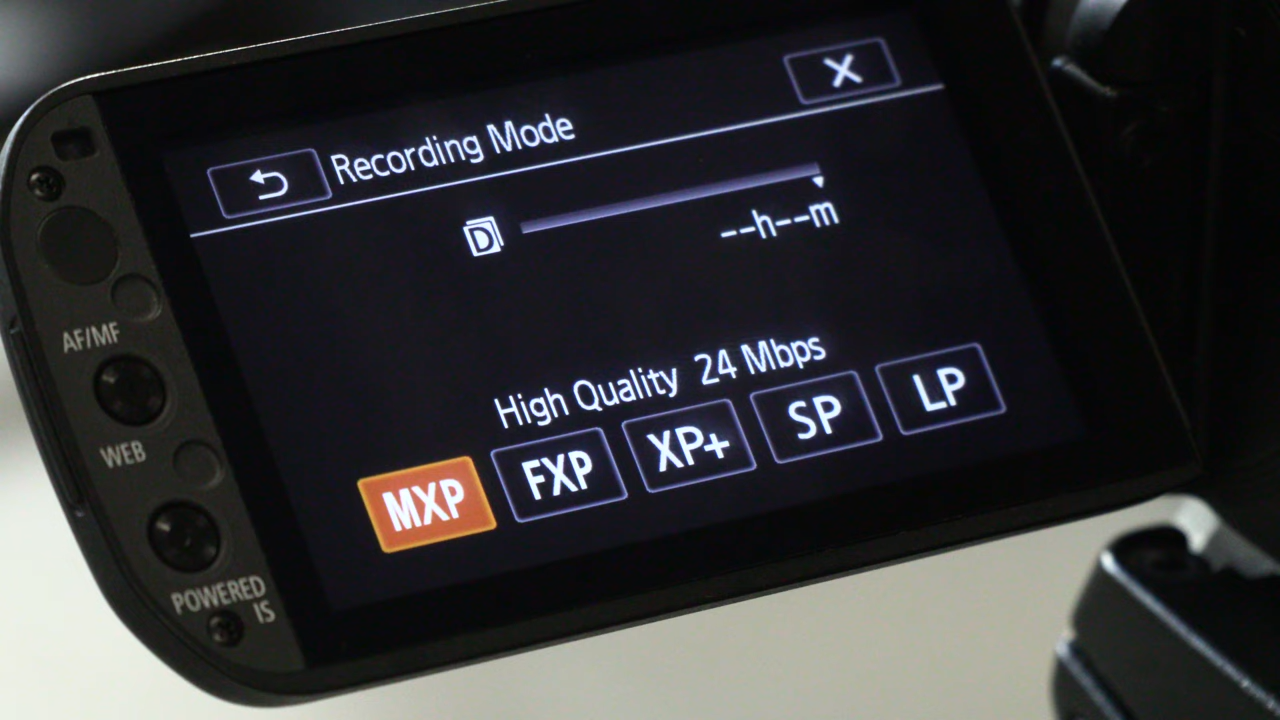 Recording Mode
D
--h--m
High Quality 24 Mbps
MXP FXP XP+ SP LP
AF/MF
WEB
POWERED
IS